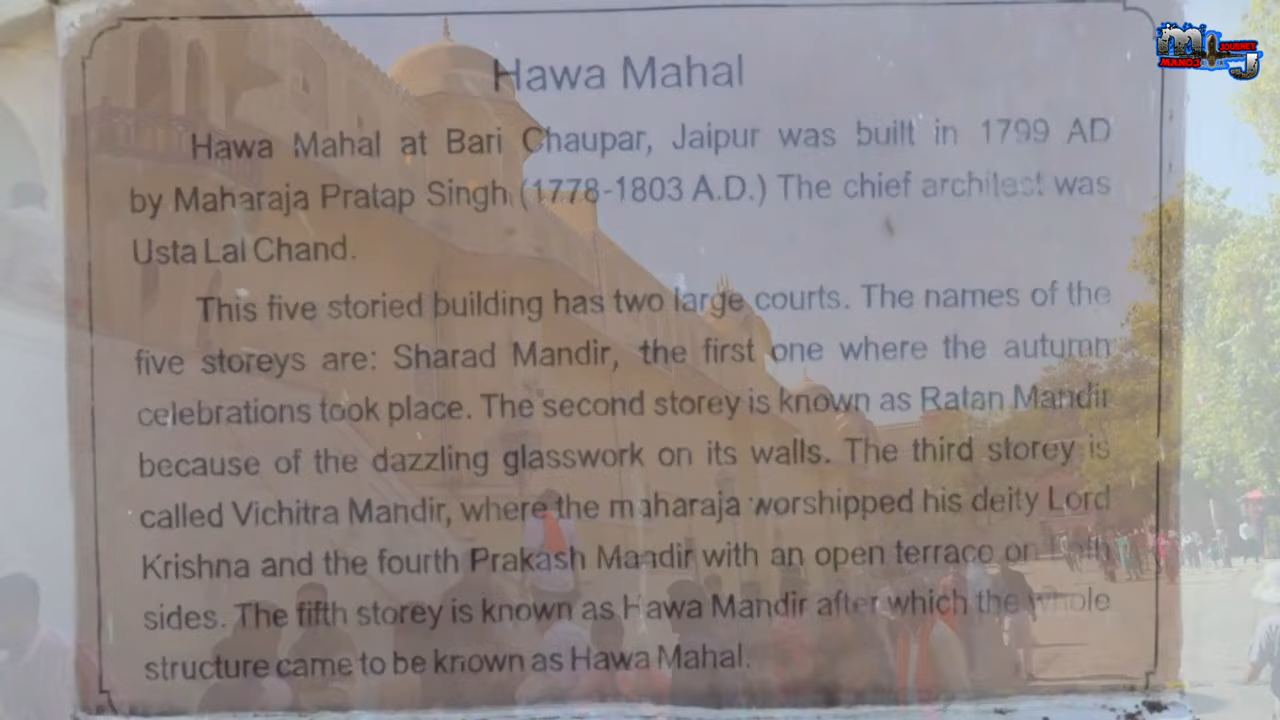 Hawa Mahal
Hawa Mahal at Bari Chaupar, Jaipur was built in 1799 AD
by Maharaja Pratap Singh (1778-1803 A.D.) The chief architect was
Usta Lal Chand.
This five storied building has two large courts. The names of the
five storeys are: Sharad Mandir, the first one where the autumn
celebrations took place. The second storey is known as Ratan Mandir
because of the dazzling glasswork on its walls. The third storey is
called Vichitra Mandir, where the maharaja worshipped his deity Lord
Krishna and the fourth Prakash Mandir with an open terrace on both
sides. The fifth storey is known as Hawa Mandir after which the whole
structure came to be known as Hawa Mahal.
MANOJ
JOURNEY